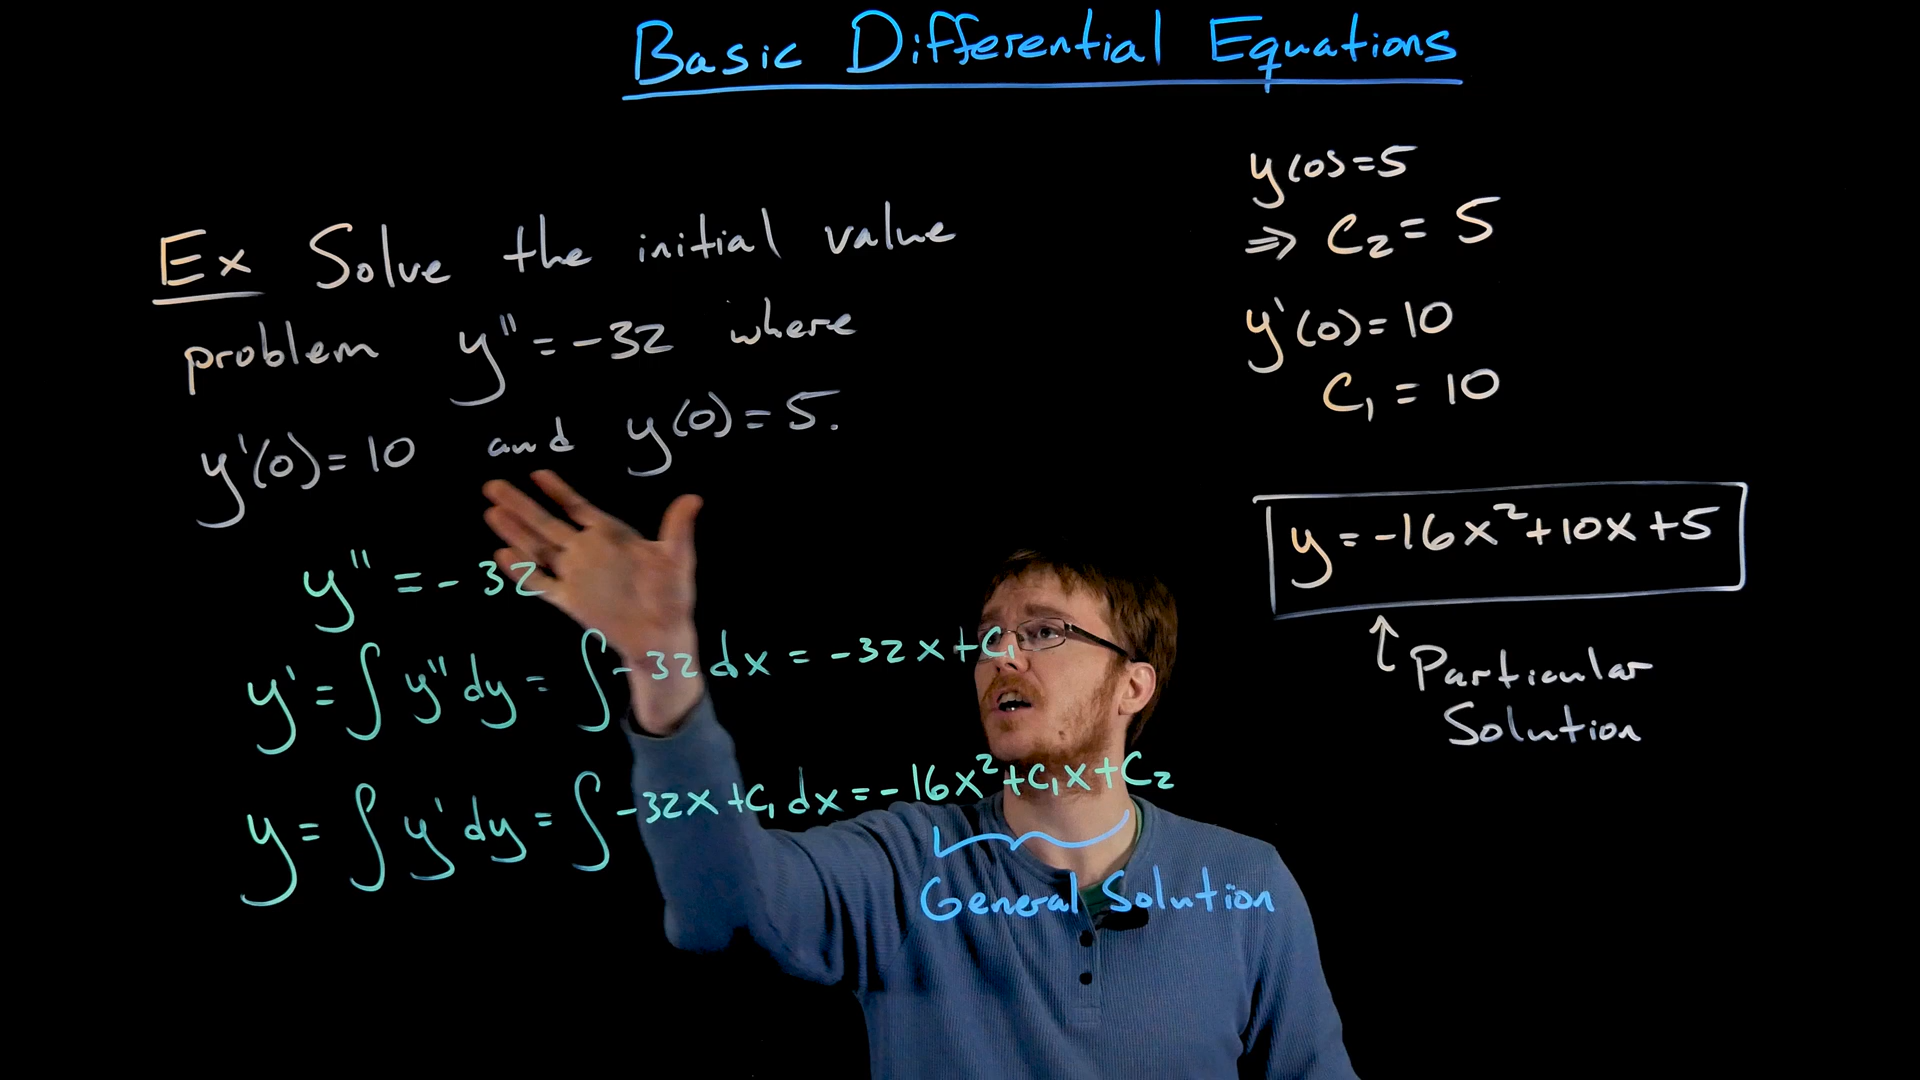 Basic Differential Equations
Ex Solve the initial value
problem y'' = -32 where
y'(0) = 10 and y(0) = 5.
y'' = - 32
y' = ∫ y'' dy = ∫ -32 dx = -32x + C₁
y = ∫ y' dy = ∫ -32x + C₁ dx = -16x² + C₁x + C₂
General Solution
y(0) = 5
⇒ C₂ = 5
y'(0) = 10
C₁ = 10
y = -16x² + 10x + 5
↑ Particular
Solution